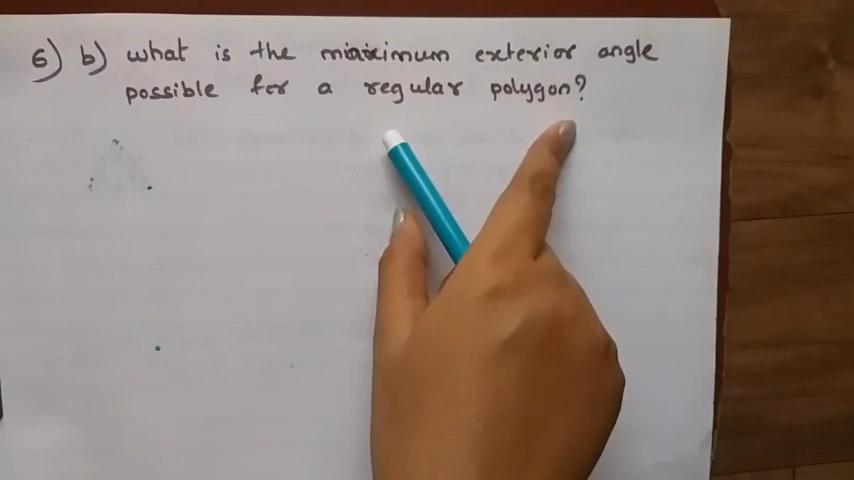 6) b) what is the maximum exterior angle
possible for a regular polygon?